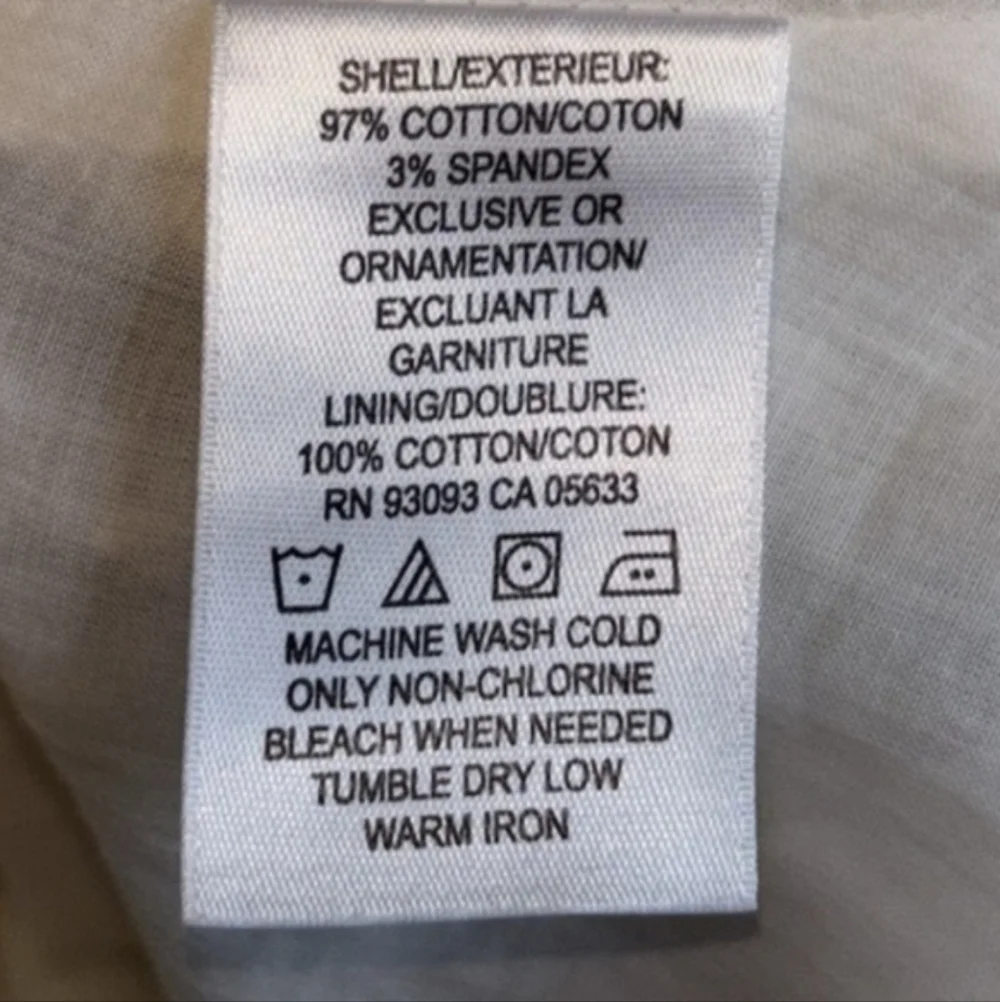 SHELL/EXTERIEUR:
97% COTTON/COTON
3% SPANDEX
EXCLUSIVE OR
ORNAMENTATION/
EXCLUANT LA
GARNITURE
LINING/DOUBLURE:
100% COTTON/COTON
RN 93093 CA 05633
MACHINE WASH COLD
ONLY NON-CHLORINE
BLEACH WHEN NEEDED
TUMBLE DRY LOW
WARM IRON